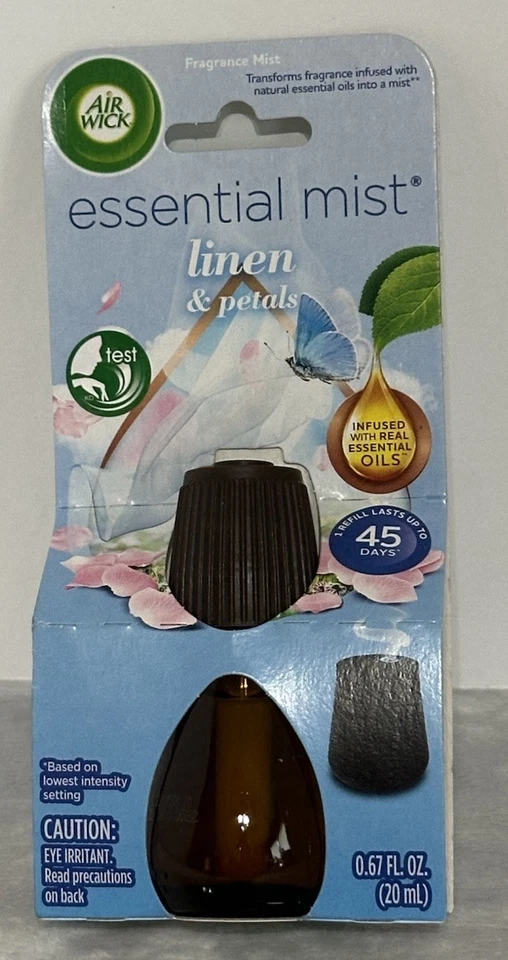 Fragrance Mist
Transforms fragrance infused with
natural essential oils into a mist**
AIR
WICK®
essential mist®
linen
& petals
test
KD
INFUSED
WITH REAL
ESSENTIAL
OILS™
1 REFILL LASTS UP TO
45
DAYS*
*Based on
lowest intensity
setting
CAUTION:
EYE IRRITANT.
Read precautions
on back
0.67 FL. OZ.
(20 mL)